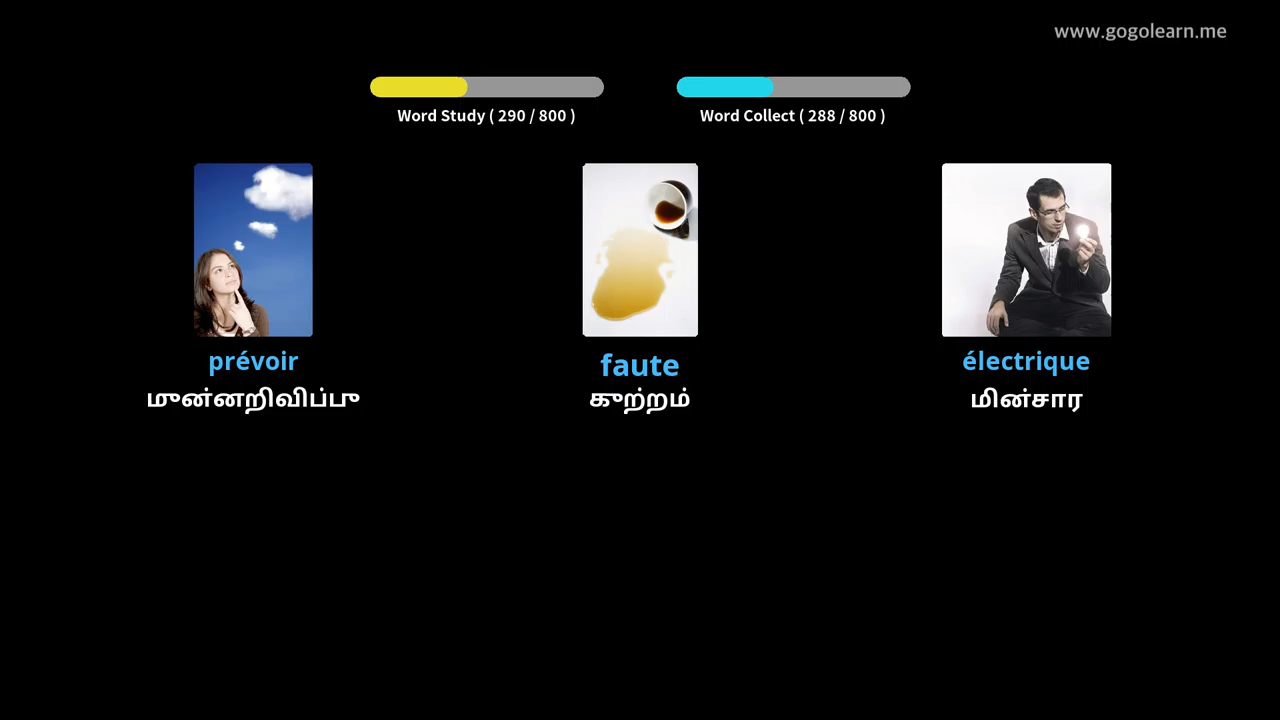 www.gogolearn.me
Word Study ( 290 / 800 )
Word Collect ( 288 / 800 )
prévoir
faute
électrique
முன்னறிவிப்பு
குற்றம்
மின்சார